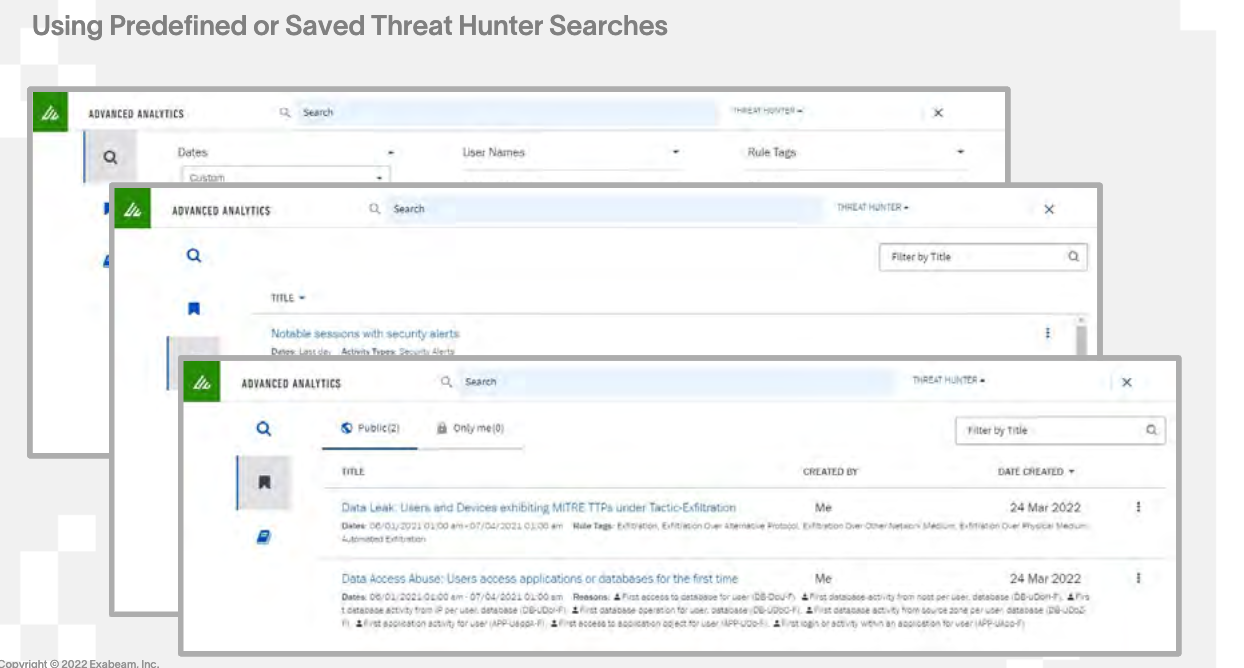 Using Predefined or Saved Threat Hunter Searches
ADVANCED ANALYTICS
Search
THREAT HUNTER
Dates
User Names
Rule Tags
Custom
ADVANCED ANALYTICS
Search
THREAT HUNTER
Filter by Title
TITLE
Notable sessions with security alerts
Dates: Last day Activity Types: Security Alerts
ADVANCED ANALYTICS
Search
THREAT HUNTER
Public(2)
Only me(0)
Filter by Title
TITLE
CREATED BY
DATE CREATED
Data Leak: Users and Devices exhibiting MITRE TTPs under Tactic-Exfiltration
Me
24 Mar 2022
Dates: 06/01/2021 01:00 am - 07/04/2021 01:00 am Rule Tags: Exfiltration, Exfiltration Over Alternative Protocol, Exfiltration Over Other Network Medium, Exfiltration Over Physical Medium,
Automated Exfiltration
Data Access Abuse: Users access applications or databases for the first time
Me
24 Mar 2022
Dates: 06/01/2021 01:00 am - 07/04/2021 01:00 am Reasons: First access to database for user (DB-DbU-F) First database activity from host per user, database (DB-UDbH-F) Firs
t database activity from IP per user, database (DB-UDbI-F) First database operation for user, database (DB-UDbO-F) First database activity from source zone per user, database (DB-UDbZ-
F) First application activity for user (APP-UappA-F) First access to application object for user (APP-UOb-F) First login or activity within an application for user (APP-UApp-F)
Copyright © 2022 Exabeam, Inc.